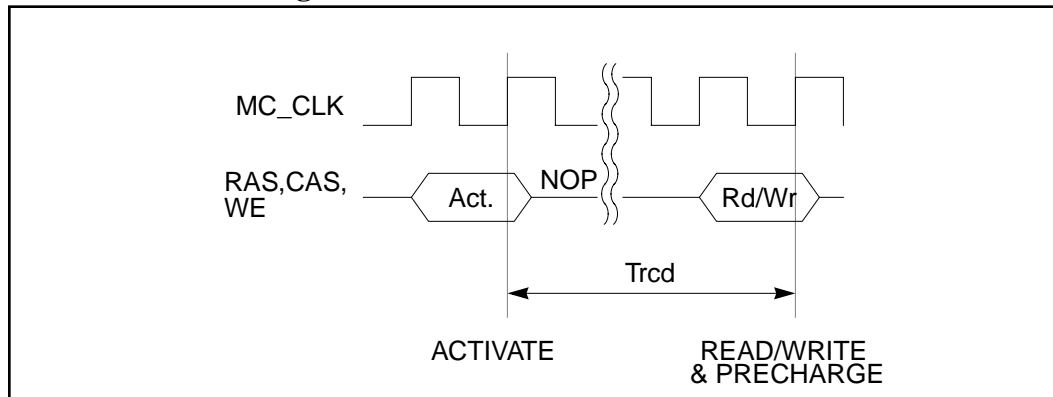 MC_CLK
RAS,CAS,
WE
Act.
NOP
Rd/Wr
Trcd
ACTIVATE
READ/WRITE
& PRECHARGE